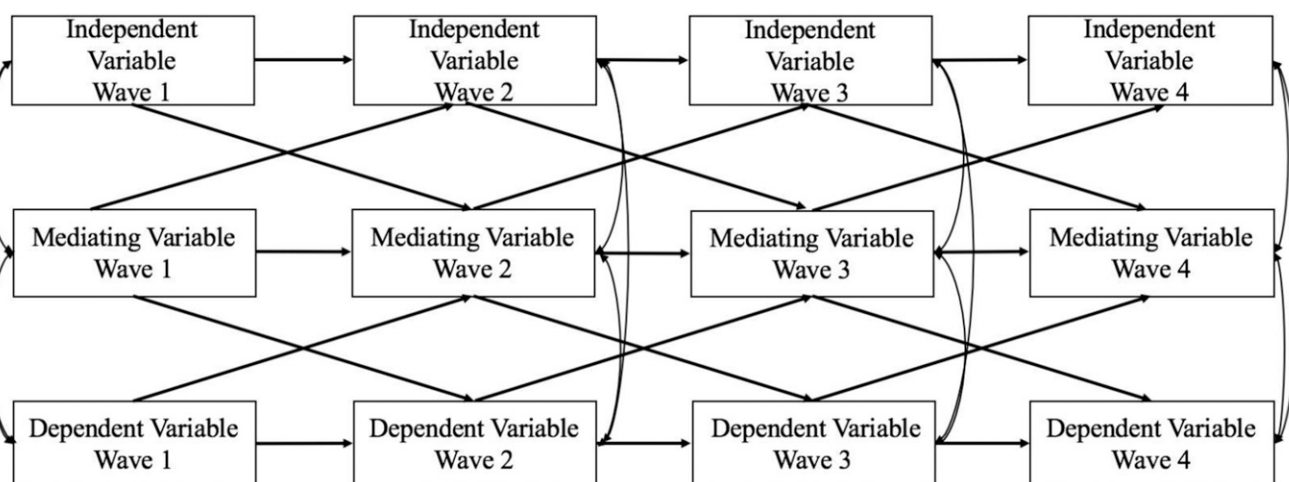 Independent
Variable
Wave 1
Independent
Variable
Wave 2
Independent
Variable
Wave 3
Independent
Variable
Wave 4
Mediating Variable
Wave 1
Mediating Variable
Wave 2
Mediating Variable
Wave 3
Mediating Variable
Wave 4
Dependent Variable
Wave 1
Dependent Variable
Wave 2
Dependent Variable
Wave 3
Dependent Variable
Wave 4